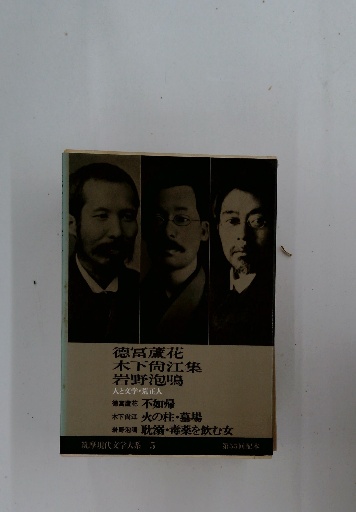 徳冨蘆花
木下尚江集
岩野泡鳴
人と文学・荒正人
徳冨蘆花 不如帰
木下尚江 火の柱・墓場
岩野泡鳴 耽溺・毒薬を飲む女
筑摩現代文学大系 5